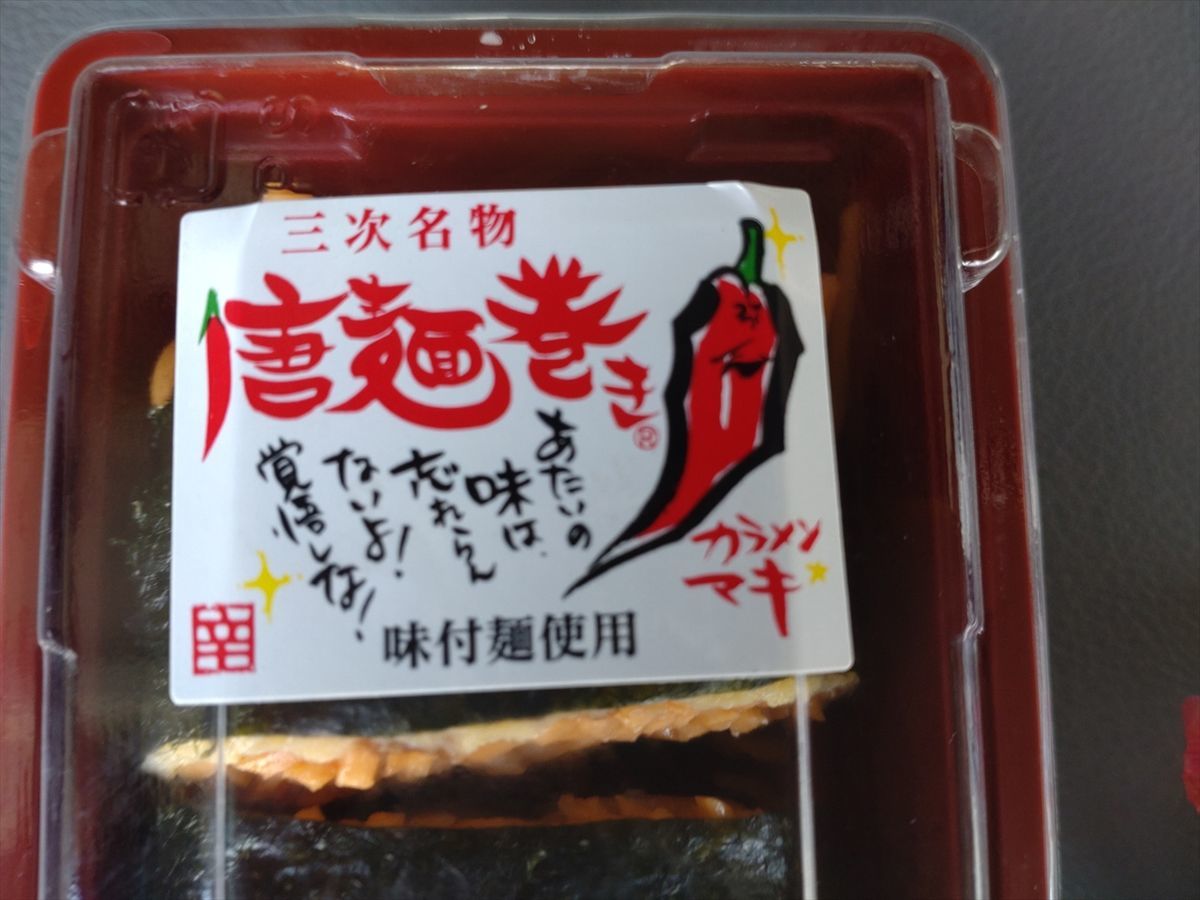 三次名物
唐麺巻き®
あたいの
味は、
忘れらん
ないよ!
覚悟しな!
カラメン
マキ
味付麺使用